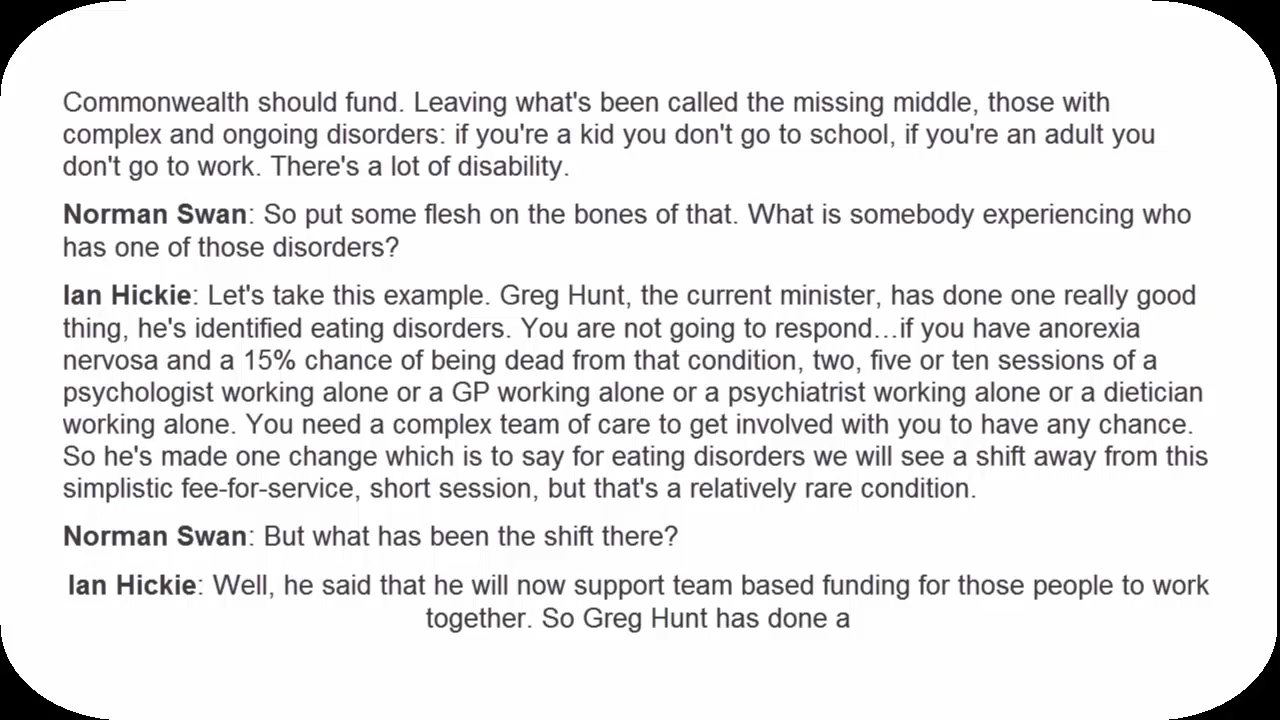 Commonwealth should fund. Leaving what's been called the missing middle, those with
complex and ongoing disorders: if you're a kid you don't go to school, if you're an adult you
don't go to work. There's a lot of disability.
Norman Swan: So put some flesh on the bones of that. What is somebody experiencing who
has one of those disorders?
Ian Hickie: Let's take this example. Greg Hunt, the current minister, has done one really good
thing, he's identified eating disorders. You are not going to respond…if you have anorexia
nervosa and a 15% chance of being dead from that condition, two, five or ten sessions of a
psychologist working alone or a GP working alone or a psychiatrist working alone or a dietician
working alone. You need a complex team of care to get involved with you to have any chance.
So he's made one change which is to say for eating disorders we will see a shift away from this
simplistic fee-for-service, short session, but that's a relatively rare condition.
Norman Swan: But what has been the shift there?
Ian Hickie: Well, he said that he will now support team based funding for those people to work
together. So Greg Hunt has done a